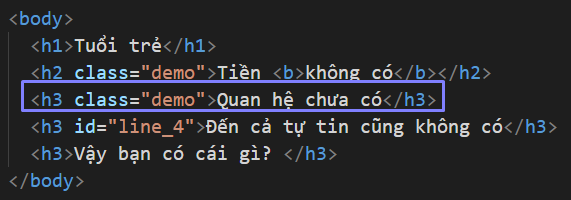 <body>
<h1>Tuổi trẻ</h1>
<h2 class="demo">Tiền <b>không có</b></h2>
<h3 class="demo">Quan hệ chưa có</h3>
<h3 id="line_4">Đến cả tự tin cũng không có</h3>
<h3>Vậy bạn có cái gì? </h3>
</body>